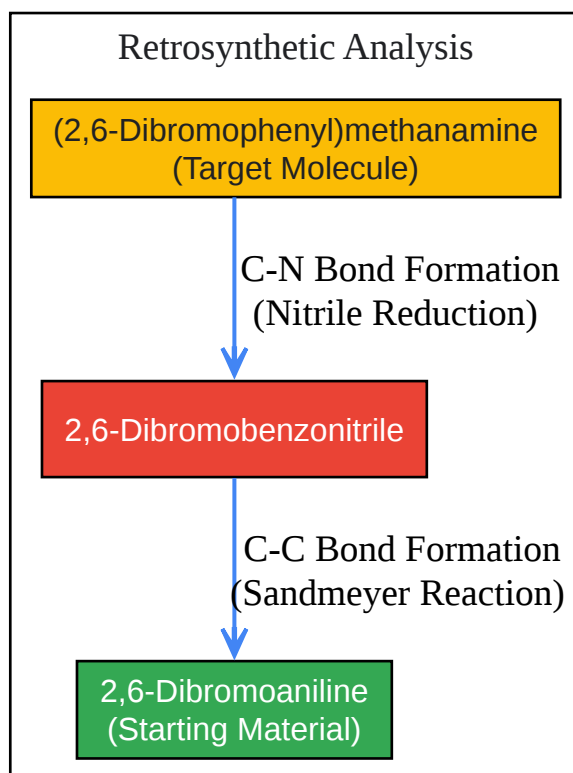 Retrosynthetic Analysis
(2,6-Dibromophenyl)methanamine
(Target Molecule)
C-N Bond Formation
(Nitrile Reduction)
2,6-Dibromobenzonitrile
C-C Bond Formation
(Sandmeyer Reaction)
2,6-Dibromoaniline
(Starting Material)